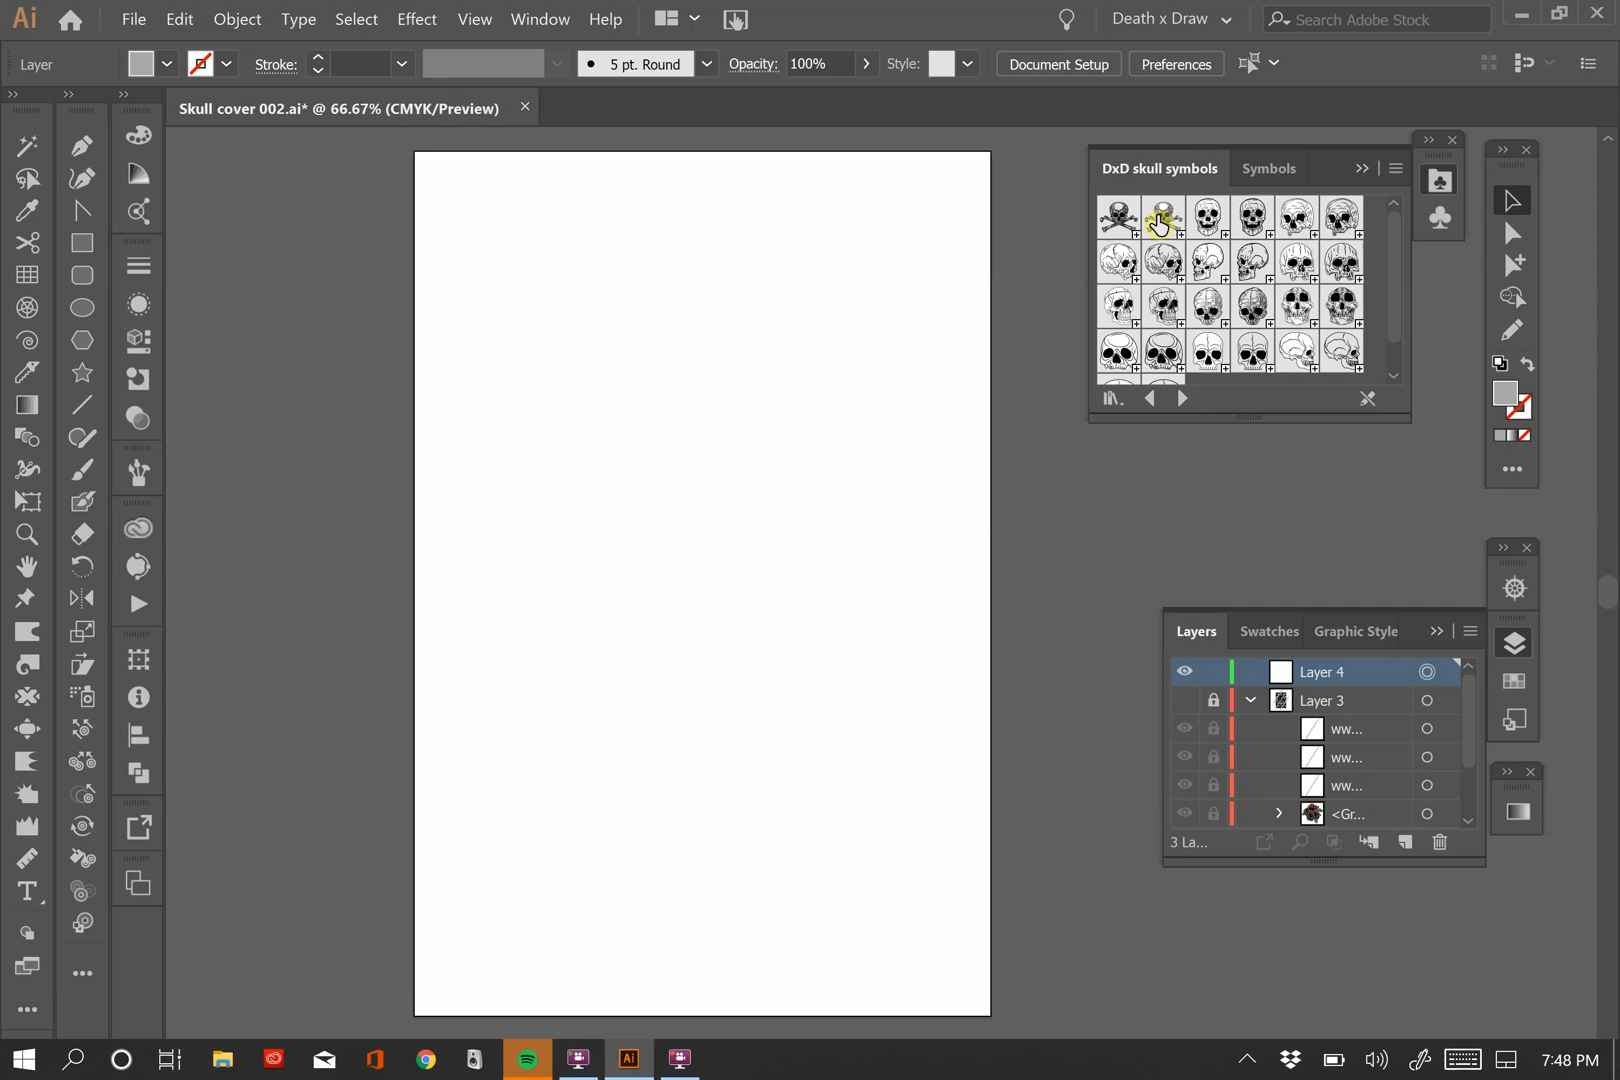 Ai File Edit Object Type Select Effect View Window Help Death x Draw Search Adobe Stock
Layer Stroke: 5 pt. Round Opacity: 100% Style: Document Setup Preferences
Skull cover 002.ai* @ 66.67% (CMYK/Preview)
DxD skull symbols Symbols
Layers Swatches Graphic Style
Layer 4
Layer 3
ww...
ww...
ww...
<Gr...
3 La...
Ai 7:48 PM